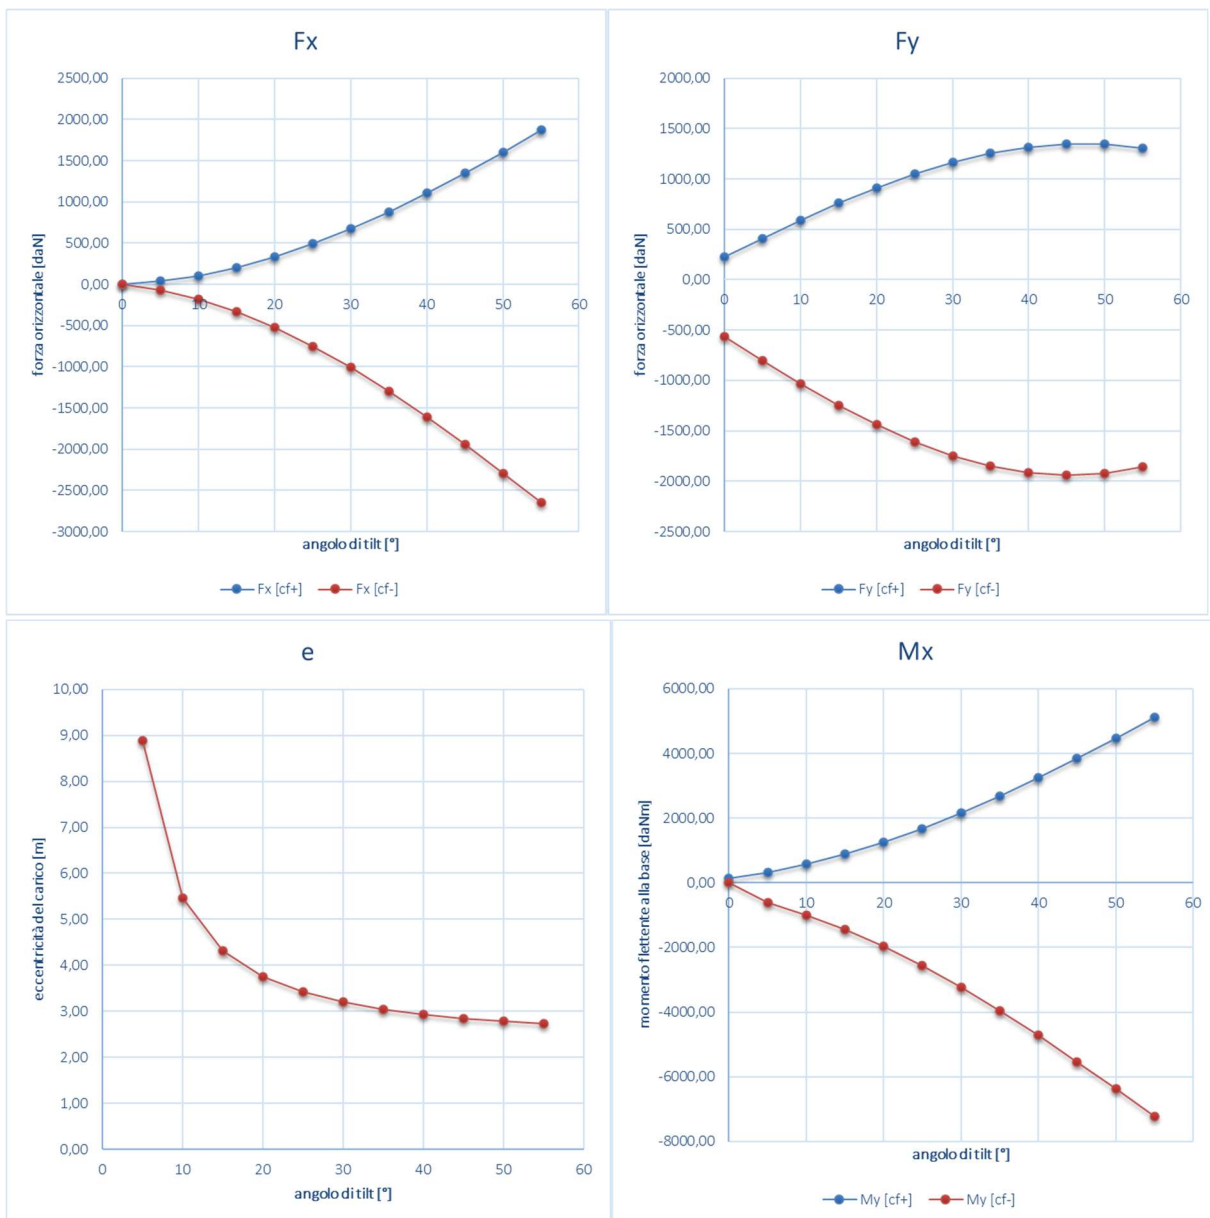 Fx
2500,00
2000,00
1500,00
1000,00
500,00
0,00
-500,00
-1000,00
-1500,00
-2000,00
-2500,00
-3000,00
0 10 20 30 40 50 60
forza orizzontale [daN]
angolo di tilt [°]
Fx [cf+] Fx [cf-]
Fy
2000,00
1500,00
1000,00
500,00
0,00
-500,00
-1000,00
-1500,00
-2000,00
-2500,00
0 10 20 30 40 50 60
forza orizzontale [daN]
angolo di tilt [°]
Fy [cf+] Fy [cf-]
e
10,00
9,00
8,00
7,00
6,00
5,00
4,00
3,00
2,00
1,00
0,00
0 10 20 30 40 50 60
eccentricità del carico [m]
angolo di tilt [°]
Mx
6000,00
4000,00
2000,00
0,00
-2000,00
-4000,00
-6000,00
-8000,00
0 10 20 30 40 50 60
momento flettente alla base [daNm]
angolo di tilt [°]
My [cf+] My [cf-]